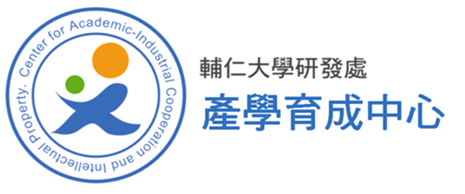 Center for Academic-Industrial Cooperation and Intellectual Property.
輔仁大學研發處
產學育成中心